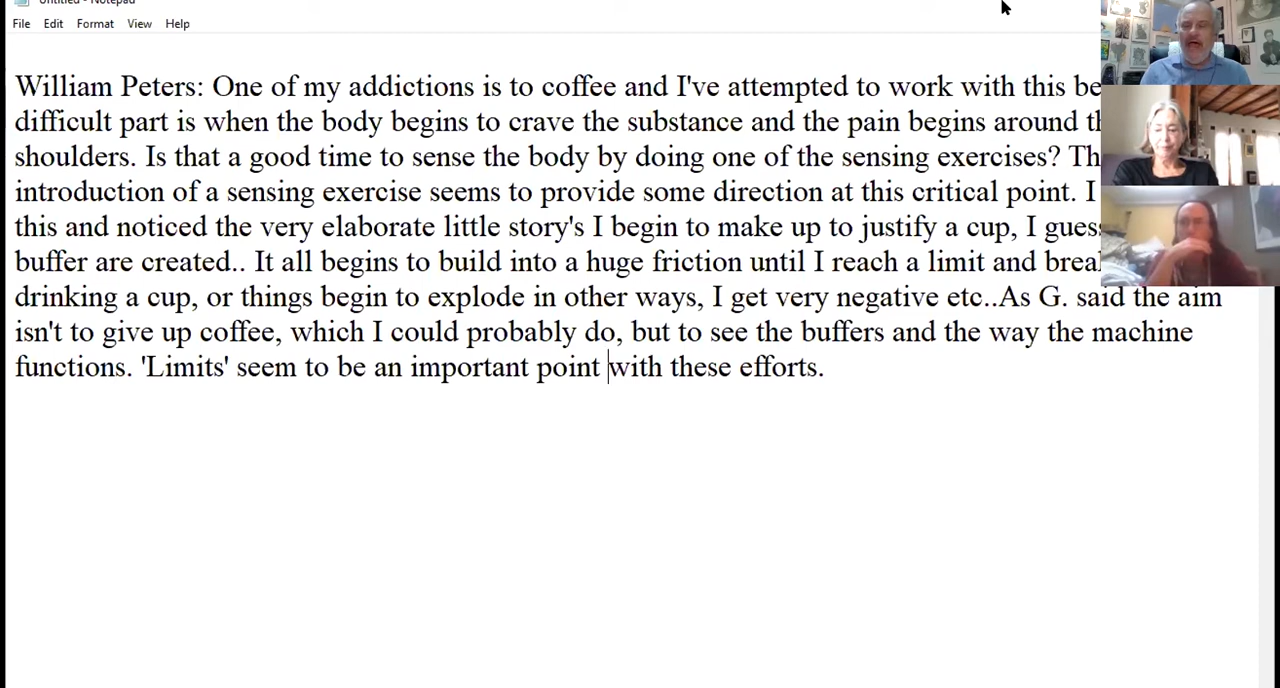 Untitled - Notepad
File Edit Format View Help
William Peters: One of my addictions is to coffee and I've attempted to work with this
difficult part is when the body begins to crave the substance and the pain begins around
shoulders. Is that a good time to sense the body by doing one of the sensing exercises?
introduction of a sensing exercise seems to provide some direction at this critical point. I
this and noticed the very elaborate little story's I begin to make up to justify a cup, I
buffer are created.. It all begins to build into a huge friction until I reach a limit and
drinking a cup, or things begin to explode in other ways, I get very negative etc..As G. said the aim
isn't to give up coffee, which I could probably do, but to see the buffers and the way the machine
functions. 'Limits' seem to be an important point with these efforts.